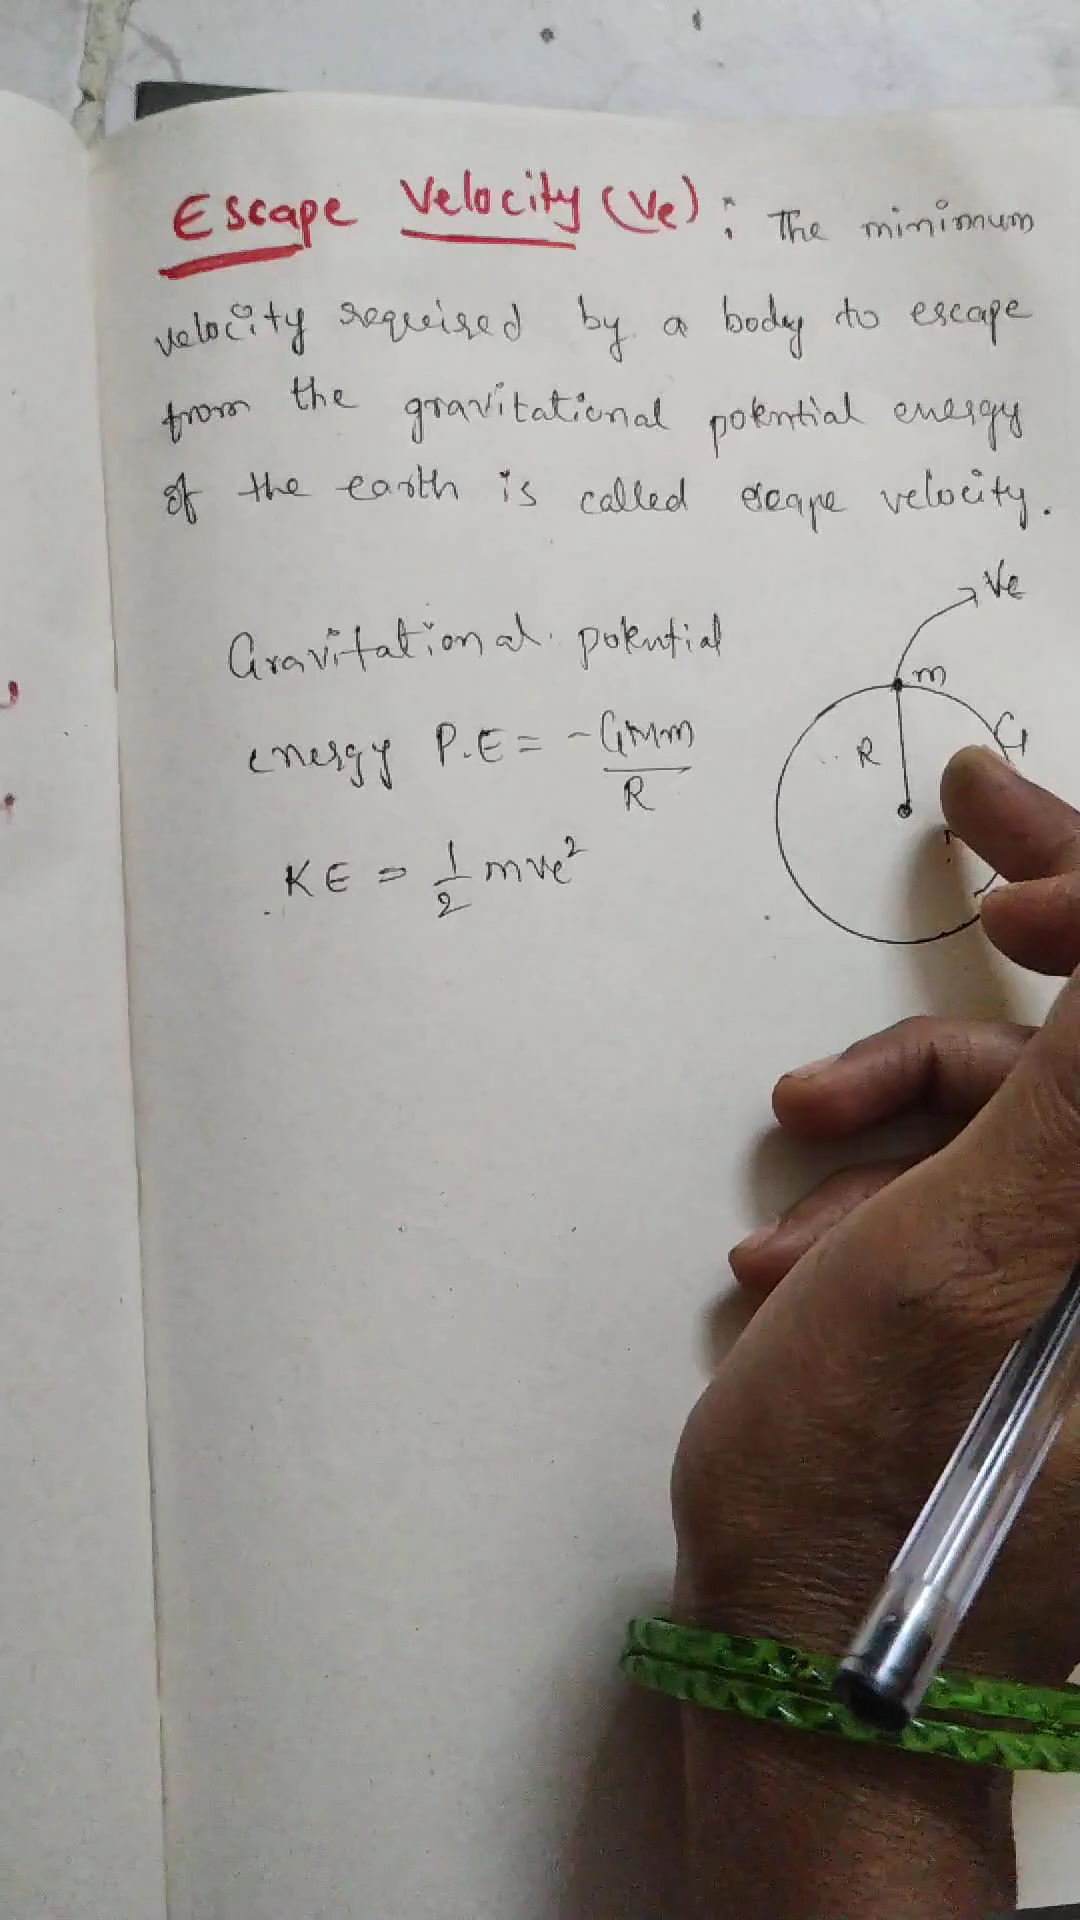 Escape Velocity (Ve) : The minimum
velocity required by a body to escape
from the gravitational potential energy
of the earth is called escape velocity.
Ve
Gravitational potential
m
energy P.E = -GMm/R
R
G
KE = 1/2 mve²